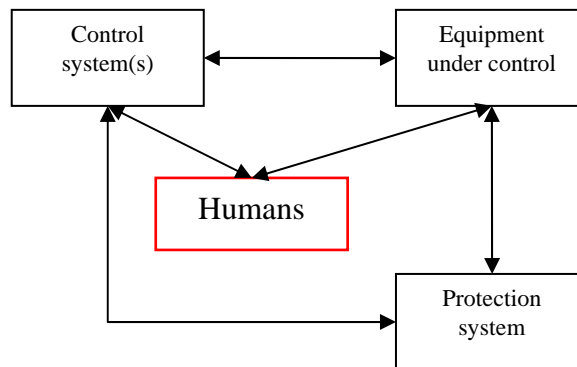 Control
system(s)
Equipment
under control
Humans
Protection
system